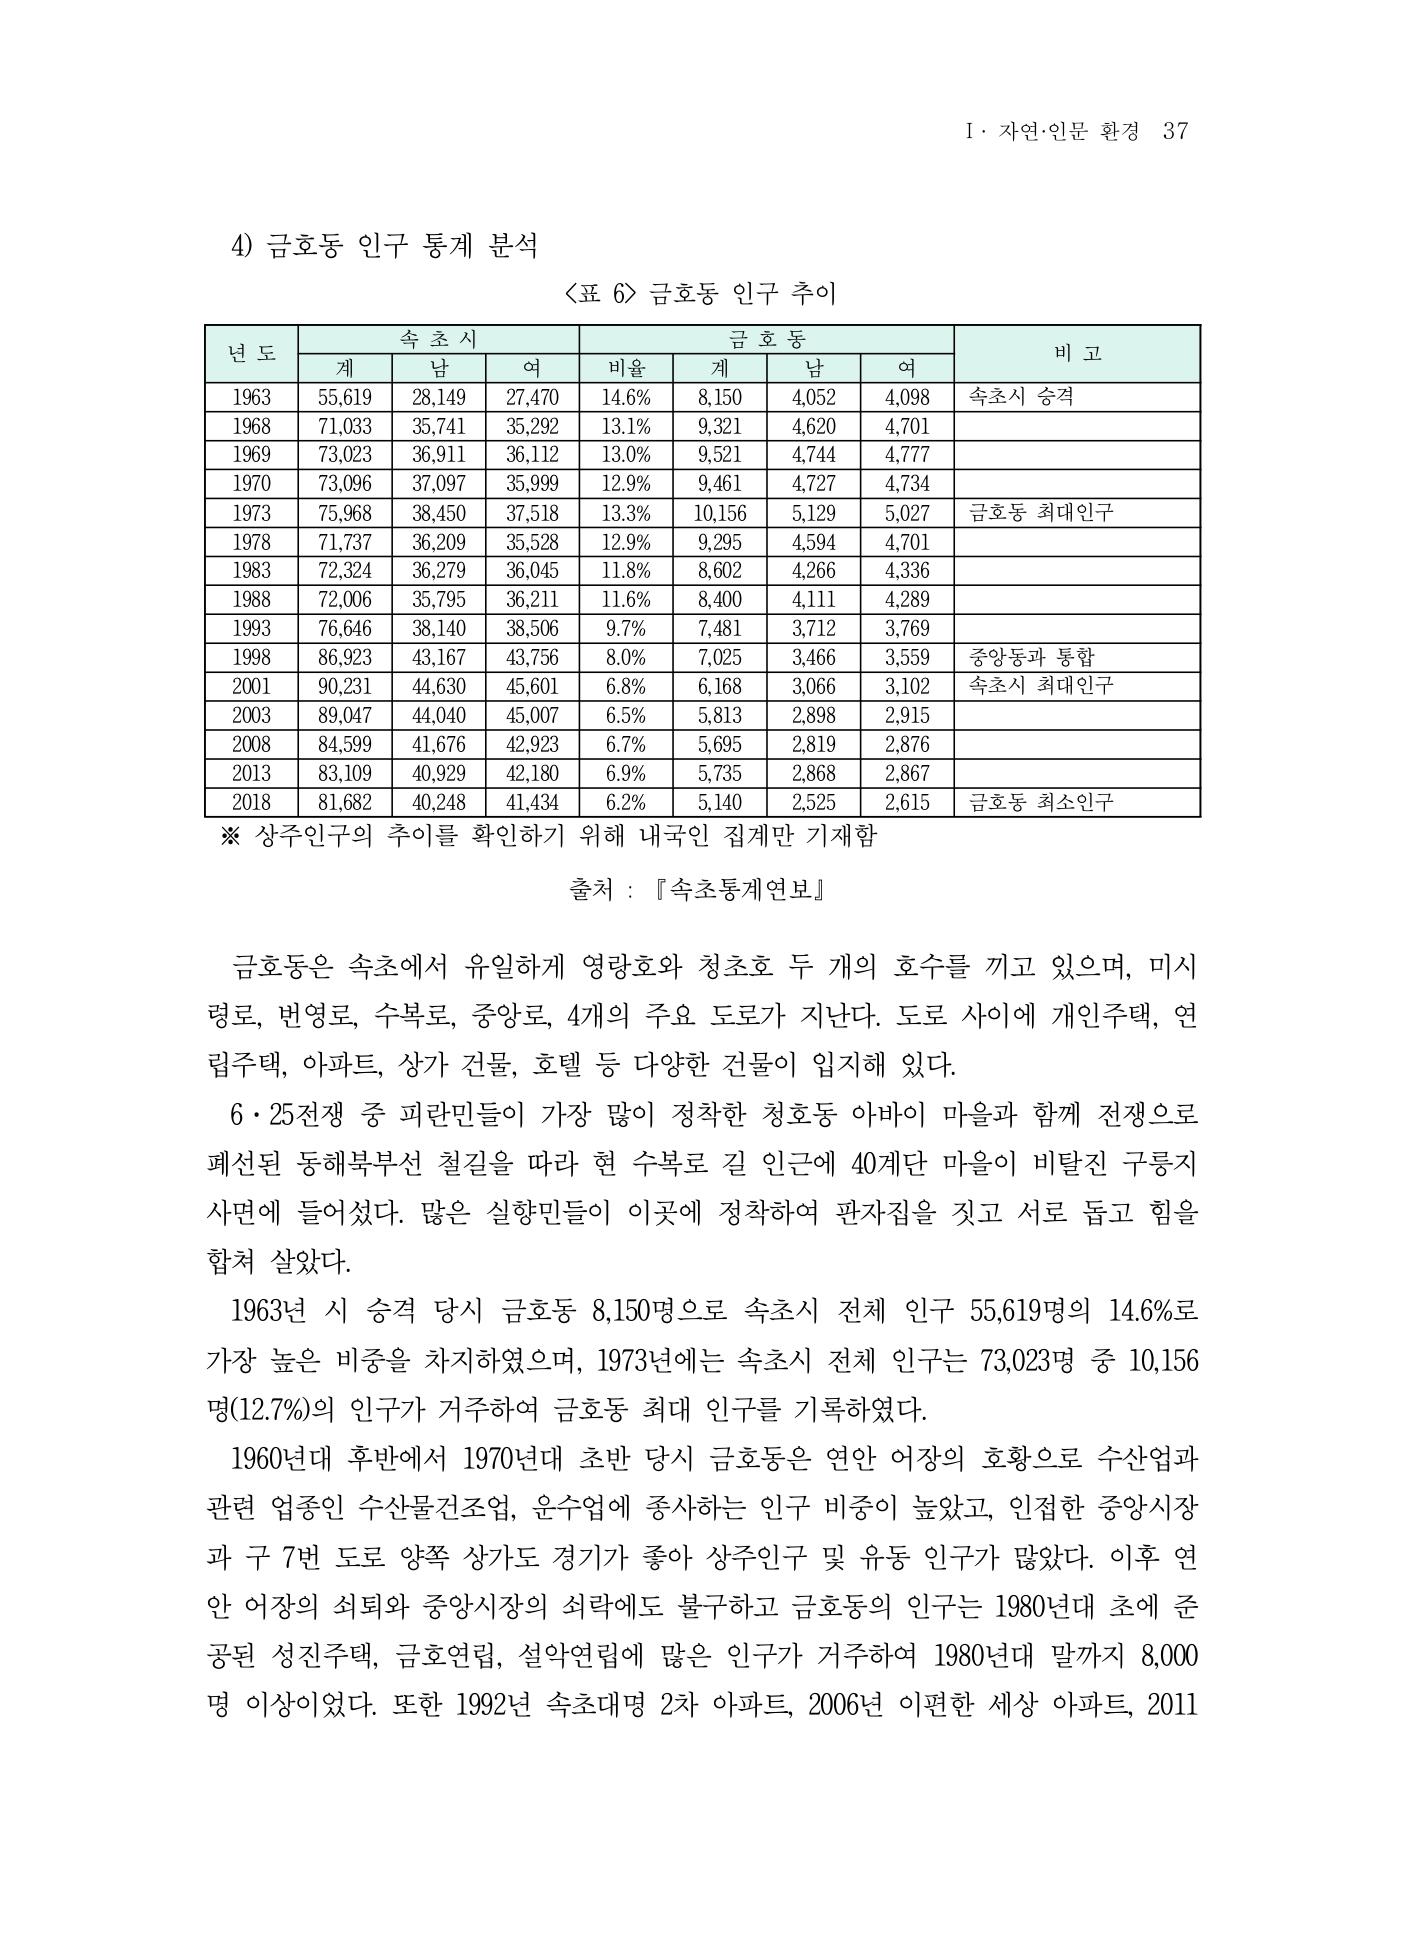 I· 자연·인문 환경 37
4) 금호동 인구 통계 분석
<표 6> 금호동 인구 추이
년 도 속 초 시 금 호 동 비 고
계 남 여 비율 계 남 여
1963 55,619 28,149 27,470 14.6% 8,150 4,052 4,098 속초시 승격
1968 71,033 35,741 35,292 13.1% 9,321 4,620 4,701
1969 73,023 36,911 36,112 13.0% 9,521 4,744 4,777
1970 73,096 37,097 35,999 12.9% 9,461 4,727 4,734
1973 75,968 38,450 37,518 13.3% 10,156 5,129 5,027 금호동 최대인구
1978 71,737 36,209 35,528 12.9% 9,295 4,594 4,701
1983 72,324 36,279 36,045 11.8% 8,602 4,266 4,336
1988 72,006 35,795 36,211 11.6% 8,400 4,111 4,289
1993 76,646 38,140 38,506 9.7% 7,481 3,712 3,769
1998 86,923 43,167 43,756 8.0% 7,025 3,466 3,559 중앙동과 통합
2001 90,231 44,630 45,601 6.8% 6,168 3,066 3,102 속초시 최대인구
2003 89,047 44,040 45,007 6.5% 5,813 2,898 2,915
2008 84,599 41,676 42,923 6.7% 5,695 2,819 2,876
2013 83,109 40,929 42,180 6.9% 5,735 2,868 2,867
2018 81,682 40,248 41,434 6.2% 5,140 2,525 2,615 금호동 최소인구
※ 상주인구의 추이를 확인하기 위해 내국인 집계만 기재함
출처 : 『속초통계연보』
금호동은 속초에서 유일하게 영랑호와 청초호 두 개의 호수를 끼고 있으며, 미시
령로, 번영로, 수복로, 중앙로, 4개의 주요 도로가 지난다. 도로 사이에 개인주택, 연
립주택, 아파트, 상가 건물, 호텔 등 다양한 건물이 입지해 있다.
6·25전쟁 중 피란민들이 가장 많이 정착한 청호동 아바이 마을과 함께 전쟁으로
폐선된 동해북부선 철길을 따라 현 수복로 길 인근에 40계단 마을이 비탈진 구릉지
사면에 들어섰다. 많은 실향민들이 이곳에 정착하여 판자집을 짓고 서로 돕고 힘을
합쳐 살았다.
1963년 시 승격 당시 금호동 8,150명으로 속초시 전체 인구 55,619명의 14.6%로
가장 높은 비중을 차지하였으며, 1973년에는 속초시 전체 인구는 73,023명 중 10,156
명(12.7%)의 인구가 거주하여 금호동 최대 인구를 기록하였다.
1960년대 후반에서 1970년대 초반 당시 금호동은 연안 어장의 호황으로 수산업과
관련 업종인 수산물건조업, 운수업에 종사하는 인구 비중이 높았고, 인접한 중앙시장
과 구 7번 도로 양쪽 상가도 경기가 좋아 상주인구 및 유동 인구가 많았다. 이후 연
안 어장의 쇠퇴와 중앙시장의 쇠락에도 불구하고 금호동의 인구는 1980년대 초에 준
공된 성진주택, 금호연립, 설악연립에 많은 인구가 거주하여 1980년대 말까지 8,000
명 이상이었다. 또한 1992년 속초대명 2차 아파트, 2006년 이편한 세상 아파트, 2011